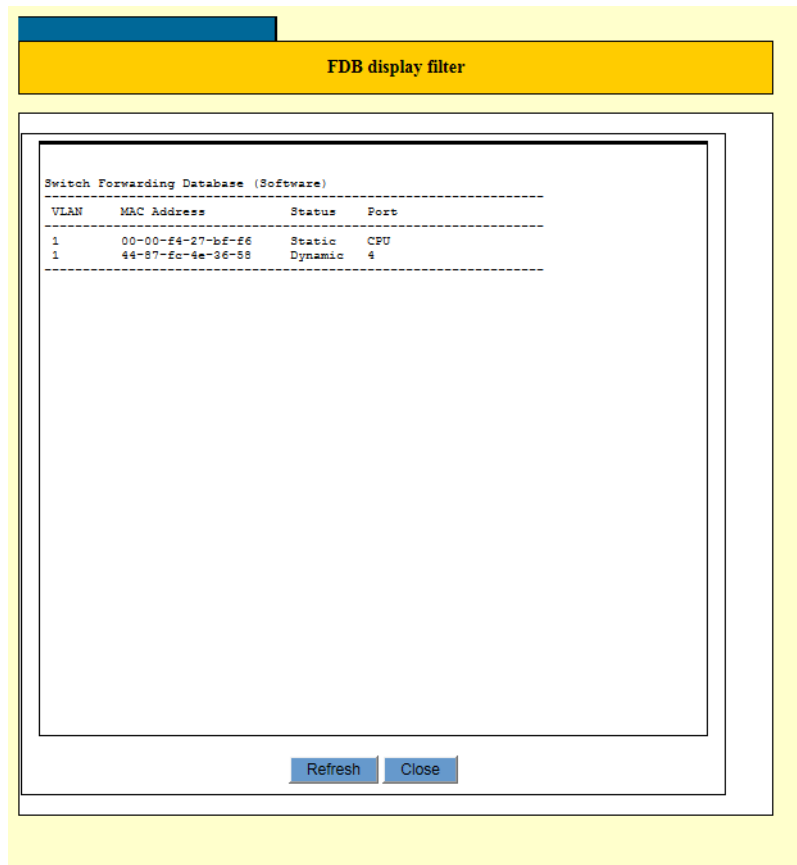 FDB display filter
Switch Forwarding Database (Software)
-----------------------------------------------------------------
VLAN MAC Address Status Port
-----------------------------------------------------------------
1 00-00-f4-27-bf-f6 Static CPU
1 44-87-fc-4e-36-58 Dynamic 4
-----------------------------------------------------------------
Refresh Close